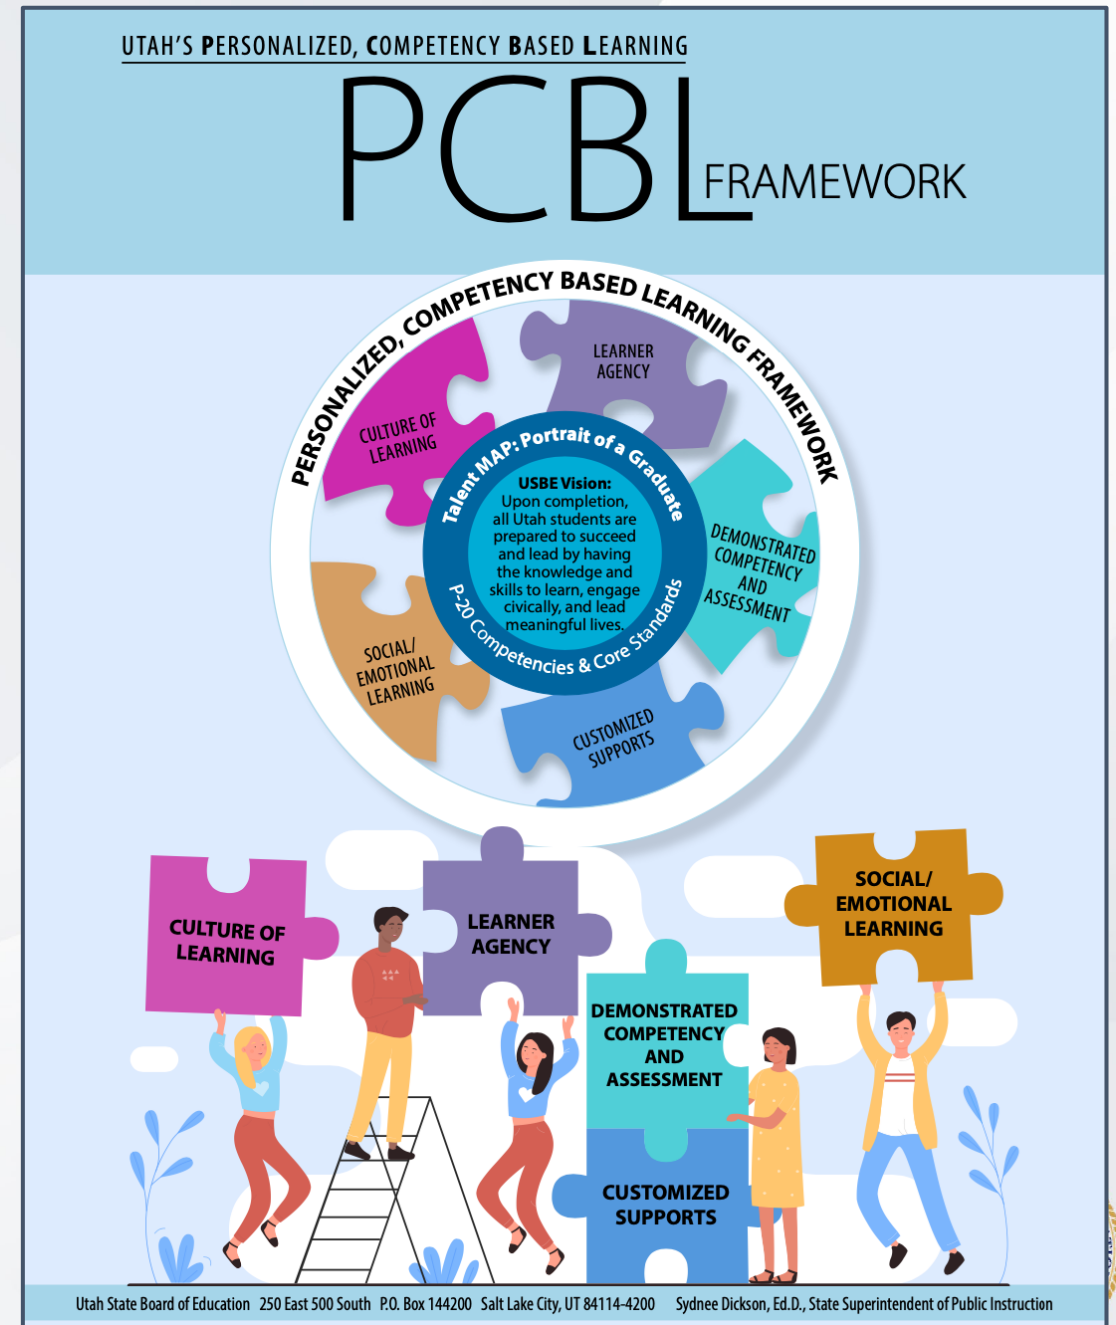 UTAH'S PERSONALIZED, COMPETENCY BASED LEARNING
PCBL FRAMEWORK
PERSONALIZED, COMPETENCY BASED LEARNING FRAMEWORK
LEARNER
AGENCY
CULTURE OF
LEARNING
Talent MAP: Portrait of a Graduate
USBE Vision:
Upon completion,
all Utah students are
prepared to succeed
and lead by having
the knowledge and
skills to learn, engage
civically, and lead
meaningful lives.
P-20 Competencies & Core Standards
DEMONSTRATED
COMPETENCY
AND
ASSESSMENT
SOCIAL/
EMOTIONAL
LEARNING
CUSTOMIZED
SUPPORTS
CULTURE OF
LEARNING
LEARNER
AGENCY
SOCIAL/
EMOTIONAL
LEARNING
DEMONSTRATED
COMPETENCY
AND
ASSESSMENT
CUSTOMIZED
SUPPORTS
Utah State Board of Education 250 East 500 South P.O. Box 144200 Salt Lake City, UT 84114-4200 Sydnee Dickson, Ed.D., State Superintendent of Public Instruction